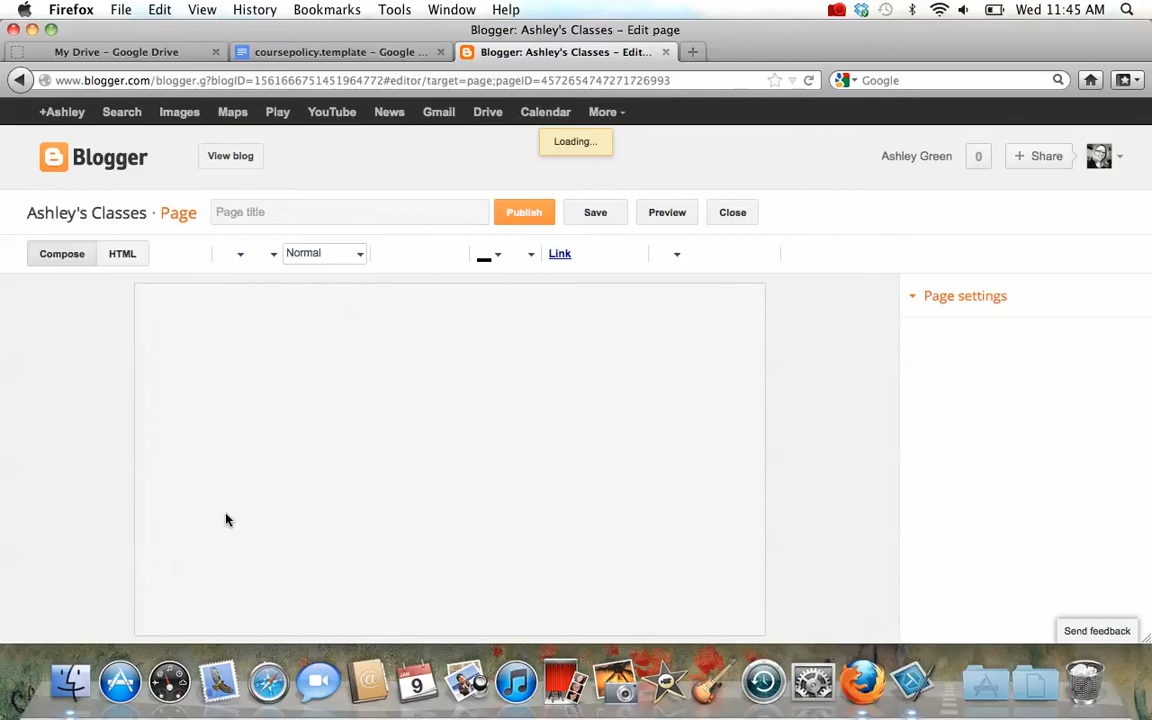 Firefox File Edit View History Bookmarks Tools Window Help Wed 11:45 AM
Blogger: Ashley's Classes – Edit page
My Drive – Google Drive coursepolicy.template – Google ... Blogger: Ashley's Classes – Edit...
www.blogger.com/blogger.g?blogID=1561666751451964772#editor/target=page;pageID=4572654747271726993 Google
+Ashley Search Images Maps Play YouTube News Gmail Drive Calendar More
Loading...
Blogger View blog Ashley Green 0 + Share
Ashley's Classes · Page Page title Publish Save Preview Close
Compose HTML Normal Link
Page settings
Send feedback
9